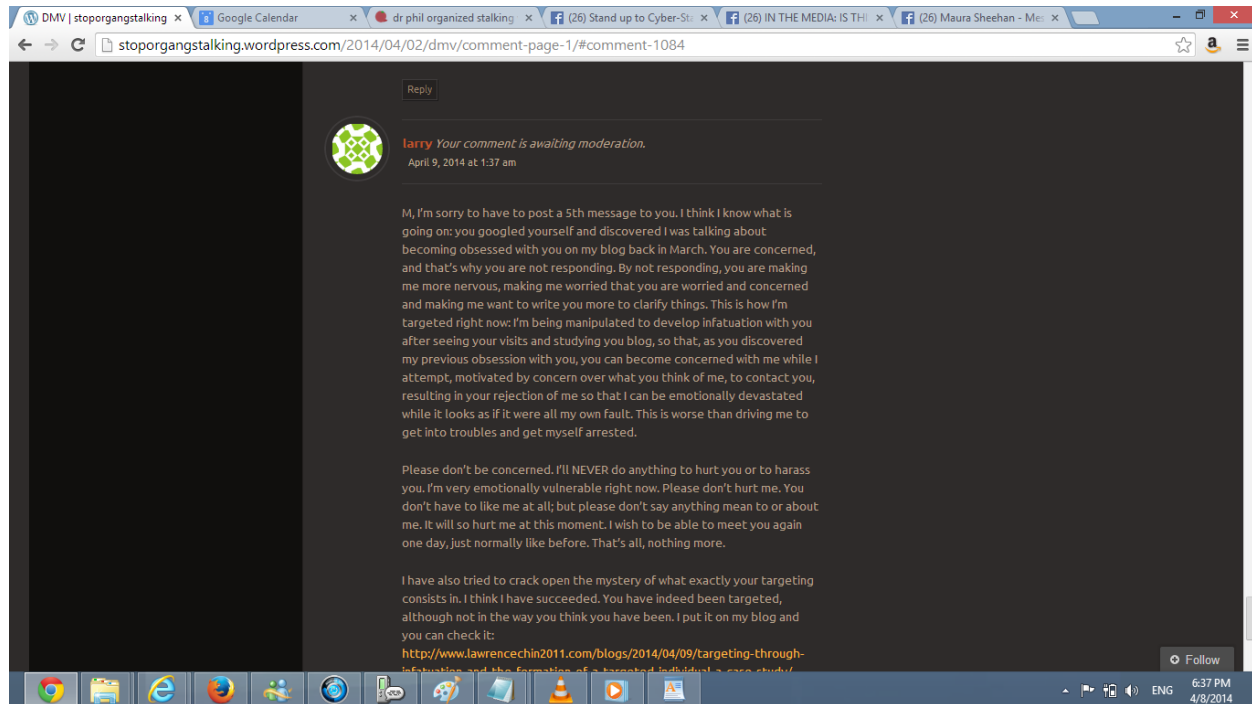 DMV | stoporgangstalking
Google Calendar
dr phil organized stalking
(26) Stand up to Cyber-Sta
(26) IN THE MEDIA: IS THI
(26) Maura Sheehan - Mes
stoporgangstalking.wordpress.com/2014/04/02/dmv/comment-page-1/#comment-1084
Reply
larry Your comment is awaiting moderation.
April 9, 2014 at 1:37 am
M, I'm sorry to have to post a 5th message to you. I think I know what is
going on: you googled yourself and discovered I was talking about
becoming obsessed with you on my blog back in March. You are concerned,
and that's why you are not responding. By not responding, you are making
me more nervous, making me worried that you are worried and concerned
and making me want to write you more to clarify things. This is how I'm
targeted right now: I'm being manipulated to develop infatuation with you
after seeing your visits and studying you blog, so that, as you discovered
my previous obsession with you, you can become concerned with me while I
attempt, motivated by concern over what you think of me, to contact you,
resulting in your rejection of me so that I can be emotionally devastated
while it looks as if it were all my own fault. This is worse than driving me to
get into troubles and get myself arrested.
Please don't be concerned. I'll NEVER do anything to hurt you or to harass
you. I'm very emotionally vulnerable right now. Please don't hurt me. You
don't have to like me at all; but please don't say anything mean to or about
me. It will so hurt me at this moment. I wish to be able to meet you again
one day, just normally like before. That's all, nothing more.
I have also tried to crack open the mystery of what exactly your targeting
consists in. I think I have succeeded. You have indeed been targeted,
although not in the way you think you have been. I put it on my blog and
you can check it:
http://www.lawrencechin2011.com/blogs/2014/04/09/targeting-through-
infatuation-and-the-formation-of-a-targeted-individual-a-case-study/
Follow
ENG
6:37 PM
4/8/2014